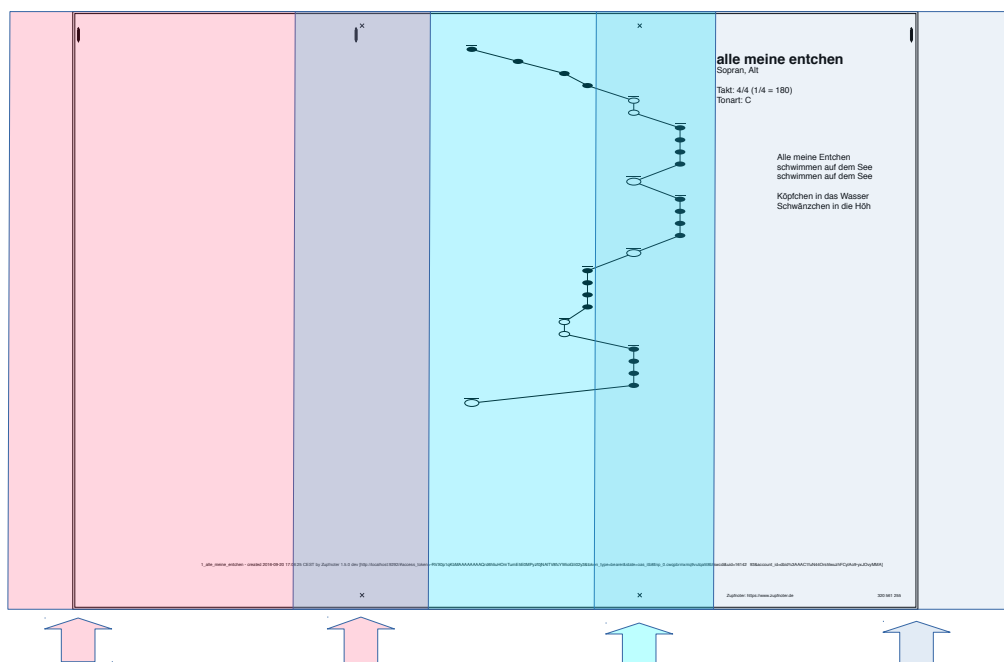 alle meine entchen
Sopran, Alt
Takt: 4/4 (1/4 = 180)
Tonart: C
Alle meine Entchen
schwimmen auf dem See
schwimmen auf dem See
Köpfchen in das Wasser
Schwänzchen in die Höh
Zupfnoter: https://www.zupfnoter.de